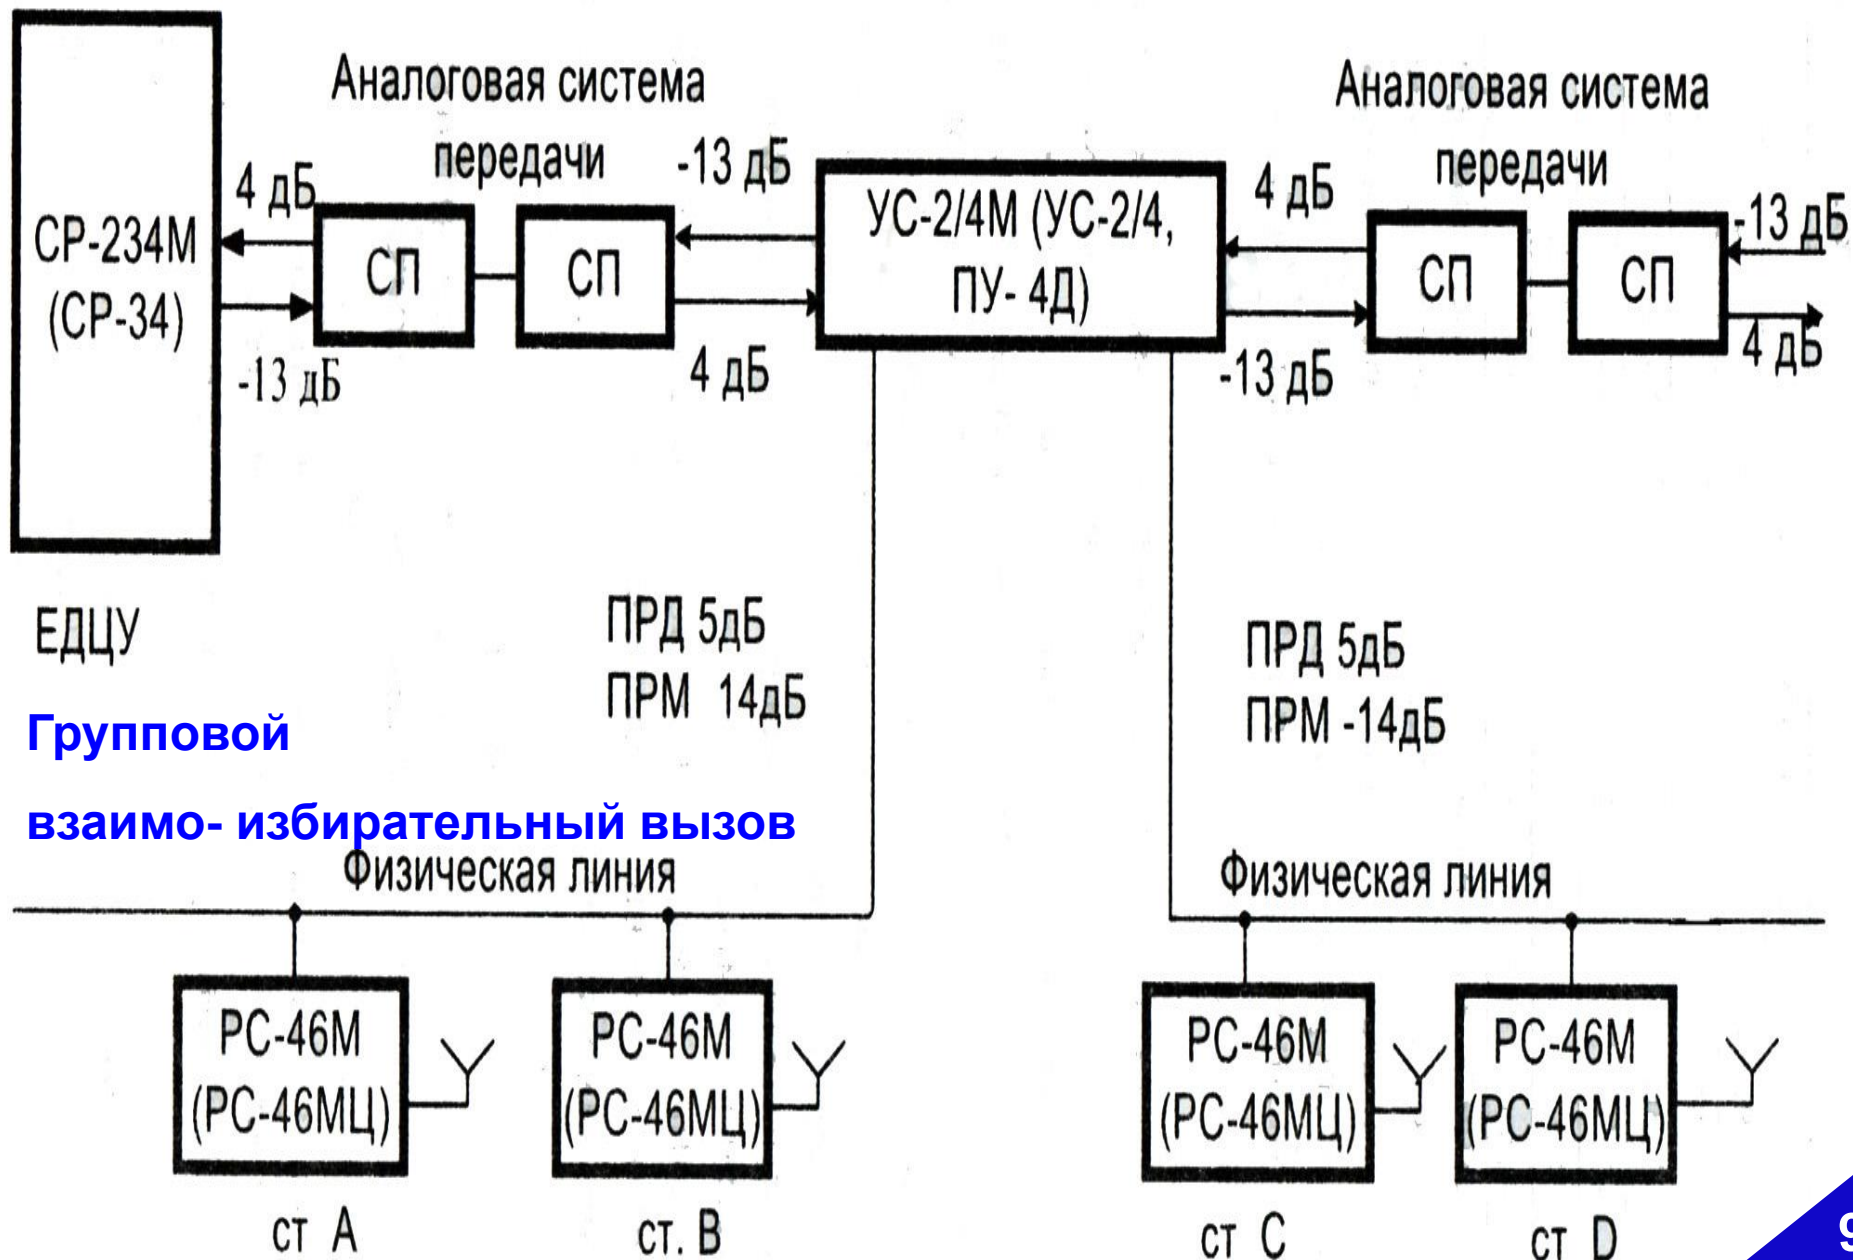 Аналоговая система
передачи
Аналоговая система
передачи
СР-234М
(СР-34)
4 дБ
-13 дБ
СП
СП
-13 дБ
4 дБ
УС-2/4М (УС-2/4,
ПУ- 4Д)
4 дБ
-13 дБ
СП
СП
-13 дБ
4 дБ
ЕДЦУ
ПРД 5дБ
ПРМ 14дБ
ПРД 5дБ
ПРМ -14дБ
Групповой
взаимо- избирательный вызов
Физическая линия
Физическая линия
РС-46М
(РС-46МЦ)
РС-46М
(РС-46МЦ)
РС-46М
(РС-46МЦ)
РС-46М
(РС-46МЦ)
ст А
ст. В
ст С
ст D
9